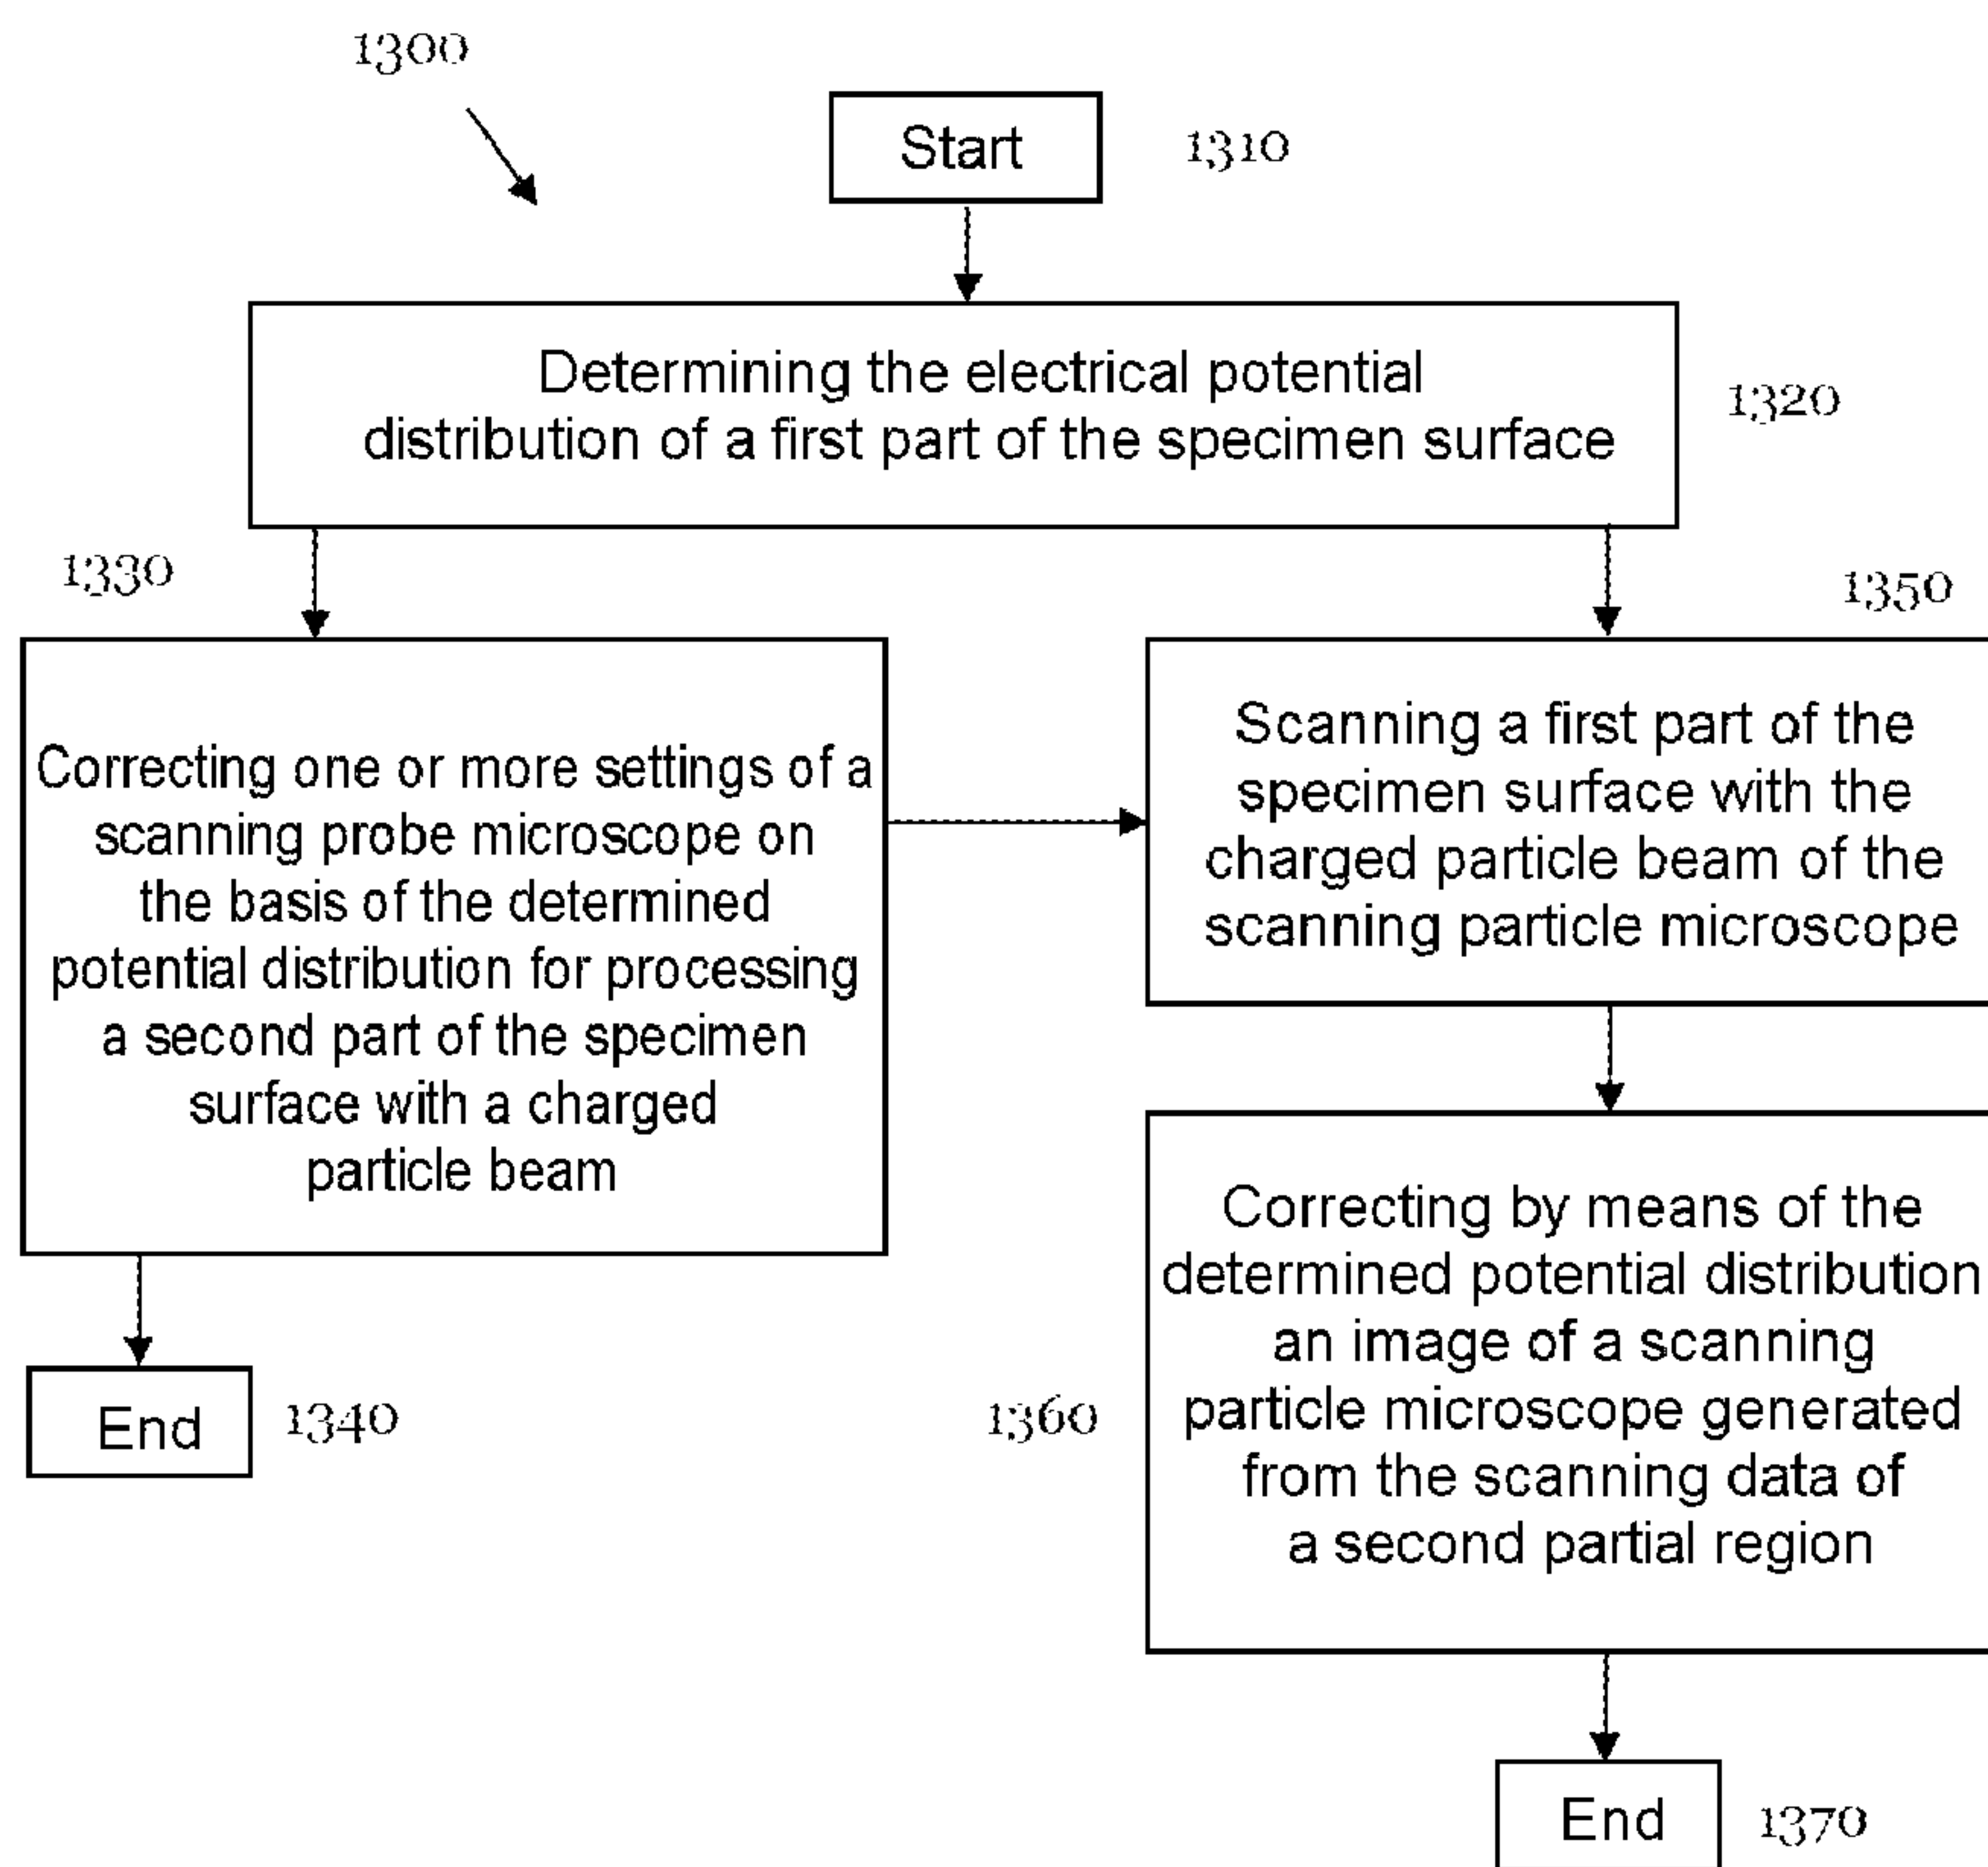 1300
Start
1310
Determining the electrical potential
distribution of a first part of the specimen surface
1320
1330
Correcting one or more settings of a
scanning probe microscope on
the basis of the determined
potential distribution for processing
a second part of the specimen
surface with a charged
particle beam
End
1340
1350
Scanning a first part of the
specimen surface with the
charged particle beam of the
scanning particle microscope
1360
Correcting by means of the
determined potential distribution
an image of a scanning
particle microscope generated
from the scanning data of
a second partial region
End
1370